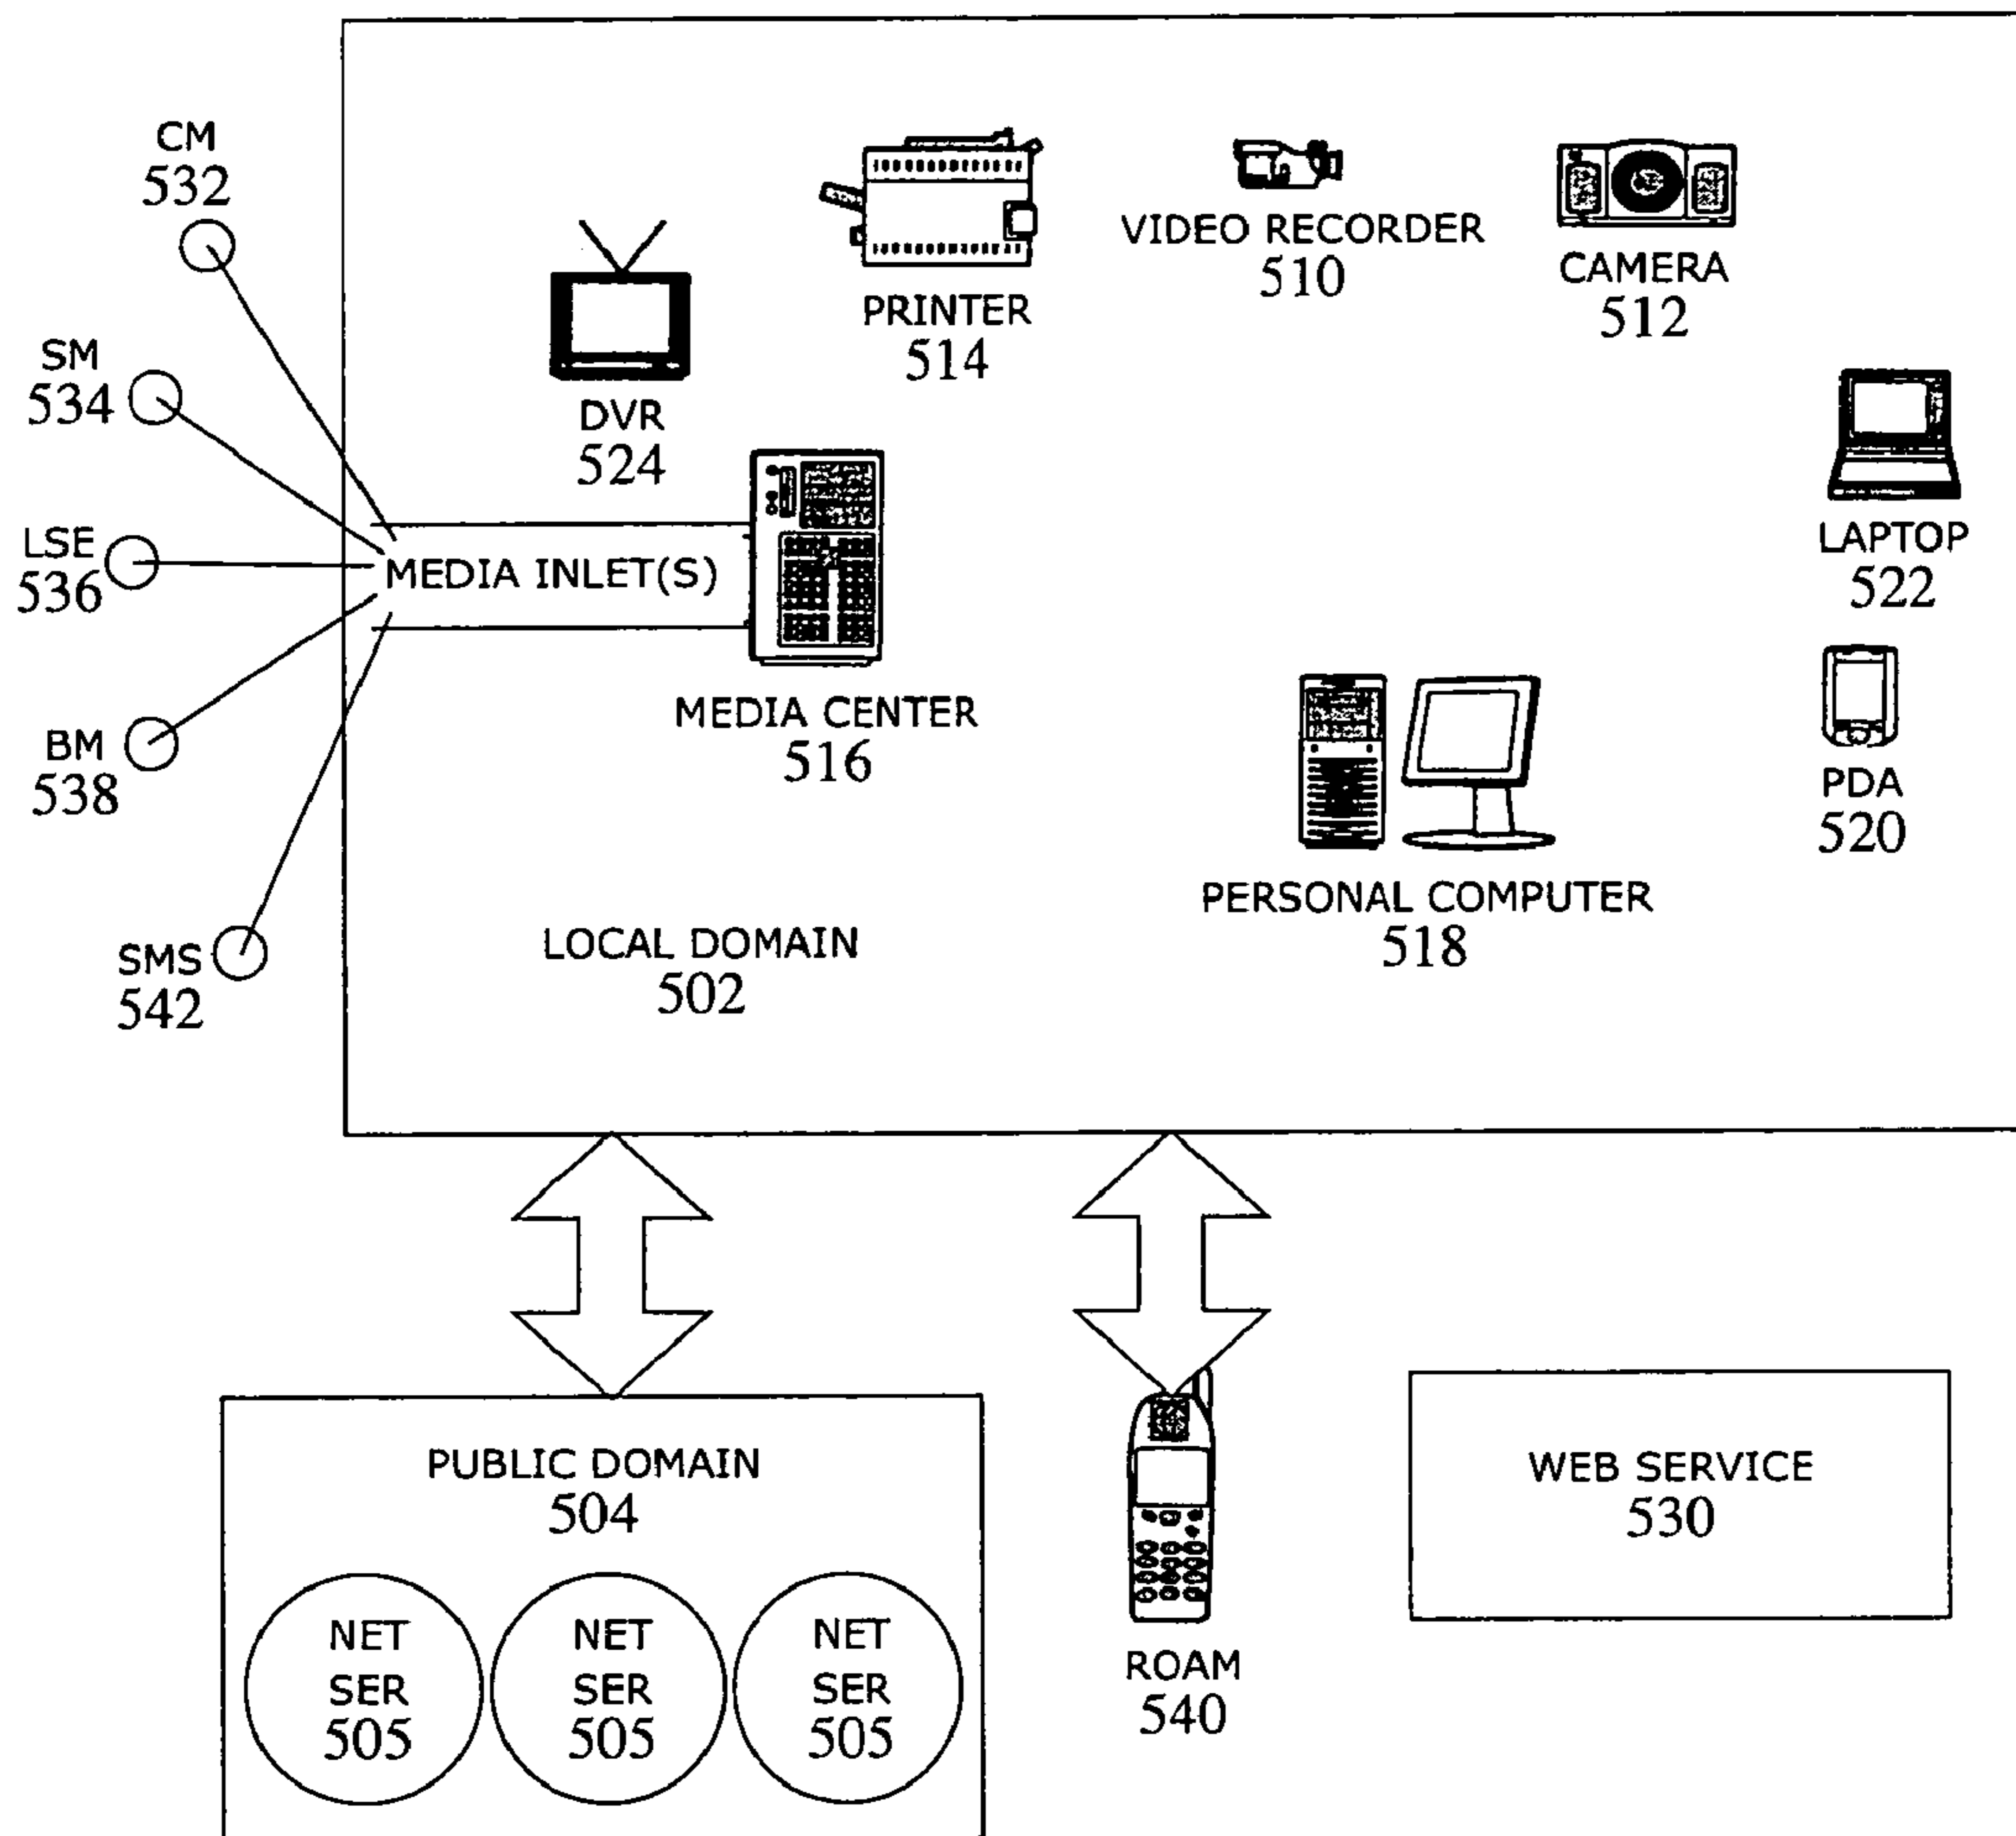 CM
532
SM
534
LSE
536
BM
538
SMS
542
DVR
524
PRINTER
514
VIDEO RECORDER
510
CAMERA
512
LAPTOP
522
MEDIA INLET(S)
MEDIA CENTER
516
PDA
520
PERSONAL COMPUTER
518
LOCAL DOMAIN
502
PUBLIC DOMAIN
504
NET
SER
505
NET
SER
505
NET
SER
505
ROAM
540
WEB SERVICE
530